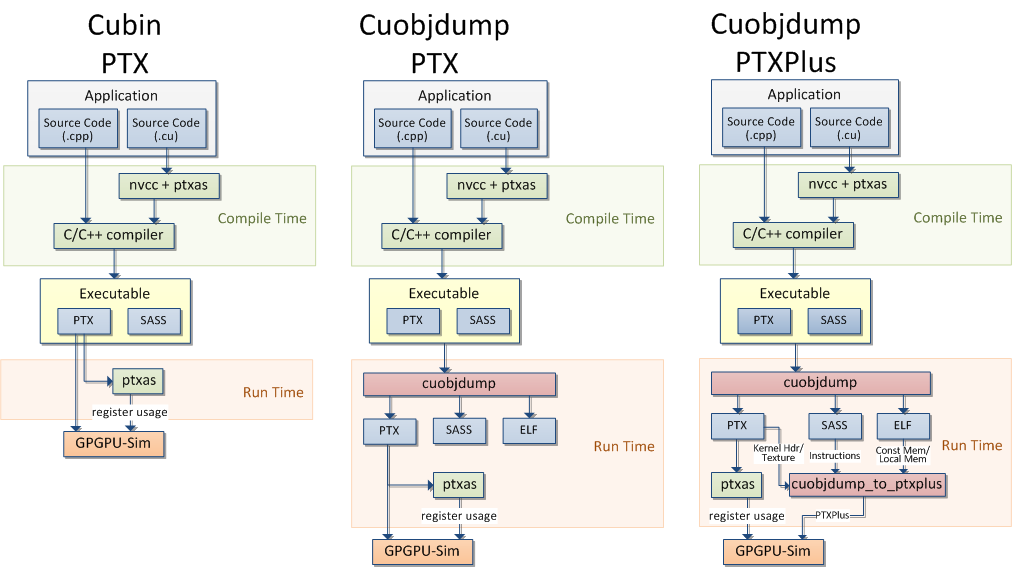 Cubin
PTX
Application
Source Code
(.cpp)
Source Code
(.cu)
nvcc + ptxas
Compile Time
C/C++ compiler
Executable
PTX
SASS
ptxas
Run Time
register usage
GPGPU-Sim
Cuobjdump
PTX
Application
Source Code
(.cpp)
Source Code
(.cu)
nvcc + ptxas
Compile Time
C/C++ compiler
Executable
PTX
SASS
cuobjdump
PTX
SASS
ELF
Run Time
ptxas
register usage
GPGPU-Sim
Cuobjdump
PTXPlus
Application
Source Code
(.cpp)
Source Code
(.cu)
nvcc + ptxas
Compile Time
C/C++ compiler
Executable
PTX
SASS
cuobjdump
PTX
SASS
ELF
Run Time
Kernel Hdr/
Texture
Instructions
Const Mem/
Local Mem
ptxas
cuobjdump_to_ptxplus
register usage
PTXPlus
GPGPU-Sim